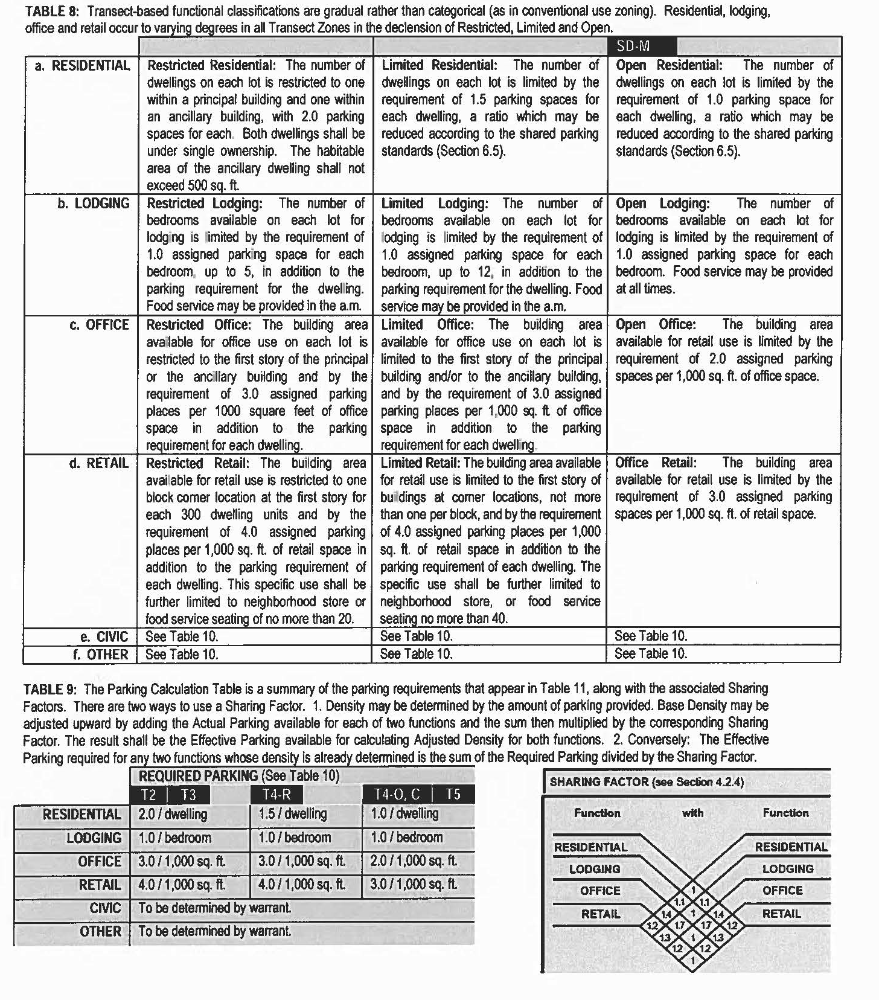 TABLE 8: Transect-based functional classifications are gradual rather than categorical (as in conventional use zoning). Residential, lodging,
office and retail occur to varying degrees in all Transect Zones in the declension of Restricted, Limited and Open.
SD-M
a. RESIDENTIAL
Restricted Residential: The number of
dwellings on each lot is restricted to one
within a principal building and one within
an ancillary building, with 2.0 parking
spaces for each. Both dwellings shall be
under single ownership. The habitable
area of the ancillary dwelling shall not
exceed 500 sq. ft.
Limited Residential: The number of
dwellings on each lot is limited by the
requirement of 1.5 parking spaces for
each dwelling, a ratio which may be
reduced according to the shared parking
standards (Section 6.5).
Open Residential: The number of
dwellings on each lot is limited by the
requirement of 1.0 parking space for
each dwelling, a ratio which may be
reduced according to the shared parking
standards (Section 6.5).
b. LODGING
Restricted Lodging: The number of
bedrooms available on each lot for
lodging is limited by the requirement of
1.0 assigned parking space for each
bedroom, up to 5, in addition to the
parking requirement for the dwelling.
Food service may be provided in the a.m.
Limited Lodging: The number of
bedrooms available on each lot for
lodging is limited by the requirement of
1.0 assigned parking space for each
bedroom, up to 12, in addition to the
parking requirement for the dwelling. Food
service may be provided in the a.m.
Open Lodging: The number of
bedrooms available on each lot for
lodging is limited by the requirement of
1.0 assigned parking space for each
bedroom. Food service may be provided
at all times.
c. OFFICE
Restricted Office: The building area
available for office use on each lot is
restricted to the first story of the principal
or the ancillary building and by the
requirement of 3.0 assigned parking
places per 1000 square feet of office
space in addition to the parking
requirement for each dwelling.
Limited Office: The building area
available for office use on each lot is
limited to the first story of the principal
building and/or to the ancillary building,
and by the requirement of 3.0 assigned
parking places per 1,000 sq. ft. of office
space in addition to the parking
requirement for each dwelling.
Open Office: The building area
available for retail use is limited by the
requirement of 2.0 assigned parking
spaces per 1,000 sq. ft. of office space.
d. RETAIL
Restricted Retail: The building area
available for retail use is restricted to one
block corner location at the first story for
each 300 dwelling units and by the
requirement of 4.0 assigned parking
places per 1,000 sq. ft. of retail space in
addition to the parking requirement of
each dwelling. This specific use shall be
further limited to neighborhood store or
food service seating of no more than 20.
Limited Retail: The building area available
for retail use is limited to the first story of
buildings at corner locations, not more
than one per block, and by the requirement
of 4.0 assigned parking places per 1,000
sq. ft. of retail space in addition to the
parking requirement of each dwelling. The
specific use shall be further limited to
neighborhood store, or food service
seating no more than 40.
Office Retail: The building area
available for retail use is limited by the
requirement of 3.0 assigned parking
spaces per 1,000 sq. ft. of retail space.
e. CIVIC
See Table 10.
See Table 10.
See Table 10.
f. OTHER
See Table 10.
See Table 10.
See Table 10.
TABLE 9: The Parking Calculation Table is a summary of the parking requirements that appear in Table 11, along with the associated Sharing
Factors. There are two ways to use a Sharing Factor. 1. Density may be determined by the amount of parking provided. Base Density may be
adjusted upward by adding the Actual Parking available for each of two functions and the sum then multiplied by the corresponding Sharing
Factor. The result shall be the Effective Parking available for calculating Adjusted Density for both functions. 2. Conversely: The Effective
Parking required for any two functions whose density is already determined is the sum of the Required Parking divided by the Sharing Factor.
REQUIRED PARKING (See Table 10)
T2 T3 T4-R T4-O, C T5
RESIDENTIAL 2.0 / dwelling 1.5 / dwelling 1.0 / dwelling
LODGING 1.0 / bedroom 1.0 / bedroom 1.0 / bedroom
OFFICE 3.0 / 1,000 sq. ft. 3.0 / 1,000 sq. ft. 2.0 / 1,000 sq. ft.
RETAIL 4.0 / 1,000 sq. ft. 4.0 / 1,000 sq. ft. 3.0 / 1,000 sq. ft.
CIVIC To be determined by warrant.
OTHER To be determined by warrant.
SHARING FACTOR (see Section 4.2.4)
Function with Function
RESIDENTIAL RESIDENTIAL
LODGING LODGING
OFFICE 1 OFFICE
1.1 1.1
RETAIL 1.4 1 1.4 RETAIL
1.2 1.7 1.7 1.2
1.3 1 1.3
1.2 1.2
1